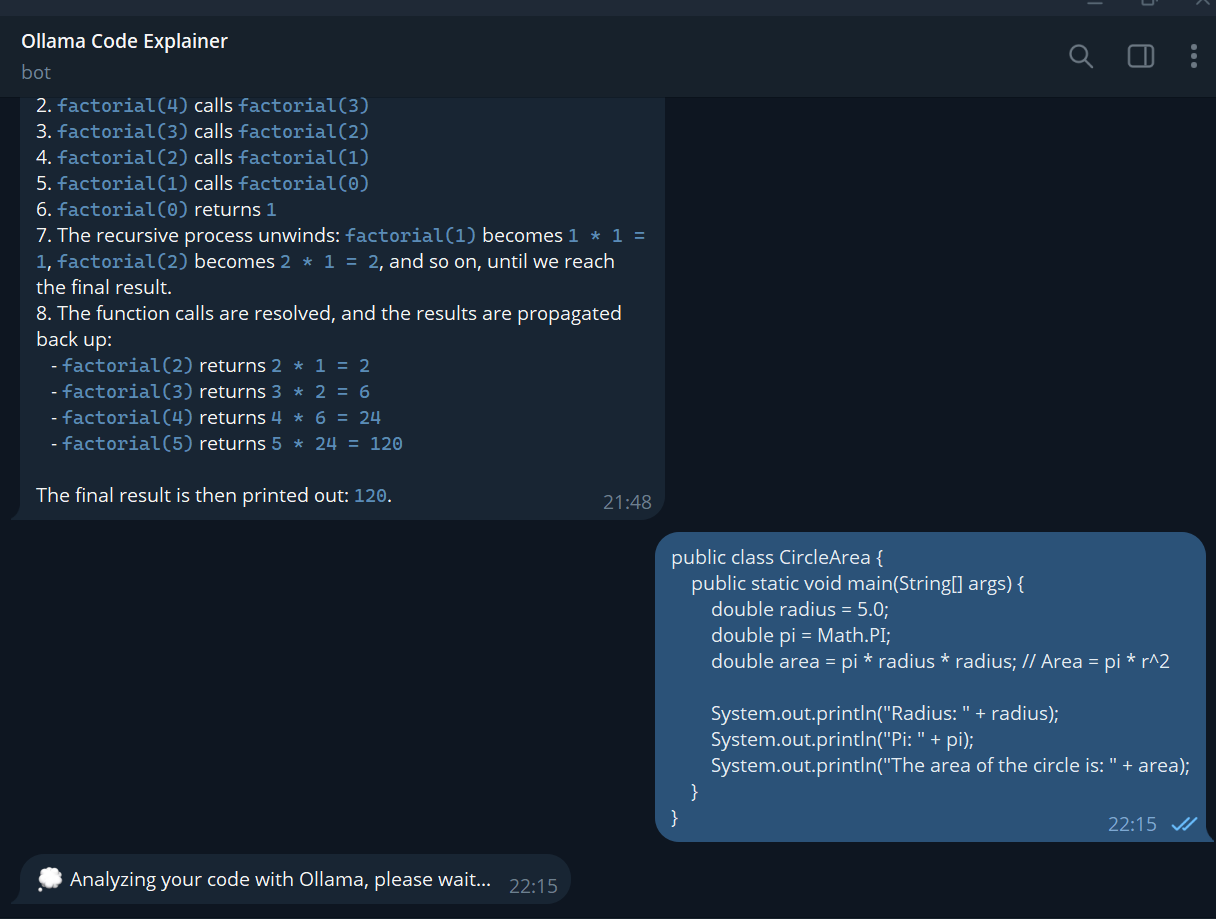 Ollama Code Explainer
bot
2. factorial(4) calls factorial(3)
3. factorial(3) calls factorial(2)
4. factorial(2) calls factorial(1)
5. factorial(1) calls factorial(0)
6. factorial(0) returns 1
7. The recursive process unwinds: factorial(1) becomes 1 * 1 =
1, factorial(2) becomes 2 * 1 = 2, and so on, until we reach
the final result.
8. The function calls are resolved, and the results are propagated
back up:
- factorial(2) returns 2 * 1 = 2
- factorial(3) returns 3 * 2 = 6
- factorial(4) returns 4 * 6 = 24
- factorial(5) returns 5 * 24 = 120
The final result is then printed out: 120.
21:48
public class CircleArea {
public static void main(String[] args) {
double radius = 5.0;
double pi = Math.PI;
double area = pi * radius * radius; // Area = pi * r^2
System.out.println("Radius: " + radius);
System.out.println("Pi: " + pi);
System.out.println("The area of the circle is: " + area);
}
}
22:15
Analyzing your code with Ollama, please wait...
22:15